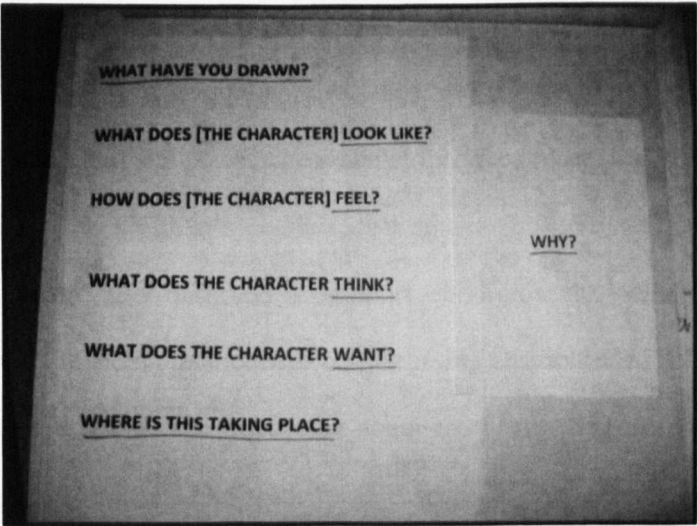 WHAT HAVE YOU DRAWN?
WHAT DOES [THE CHARACTER] LOOK LIKE?
HOW DOES [THE CHARACTER] FEEL?
WHY?
WHAT DOES THE CHARACTER THINK?
WHAT DOES THE CHARACTER WANT?
WHERE IS THIS TAKING PLACE?